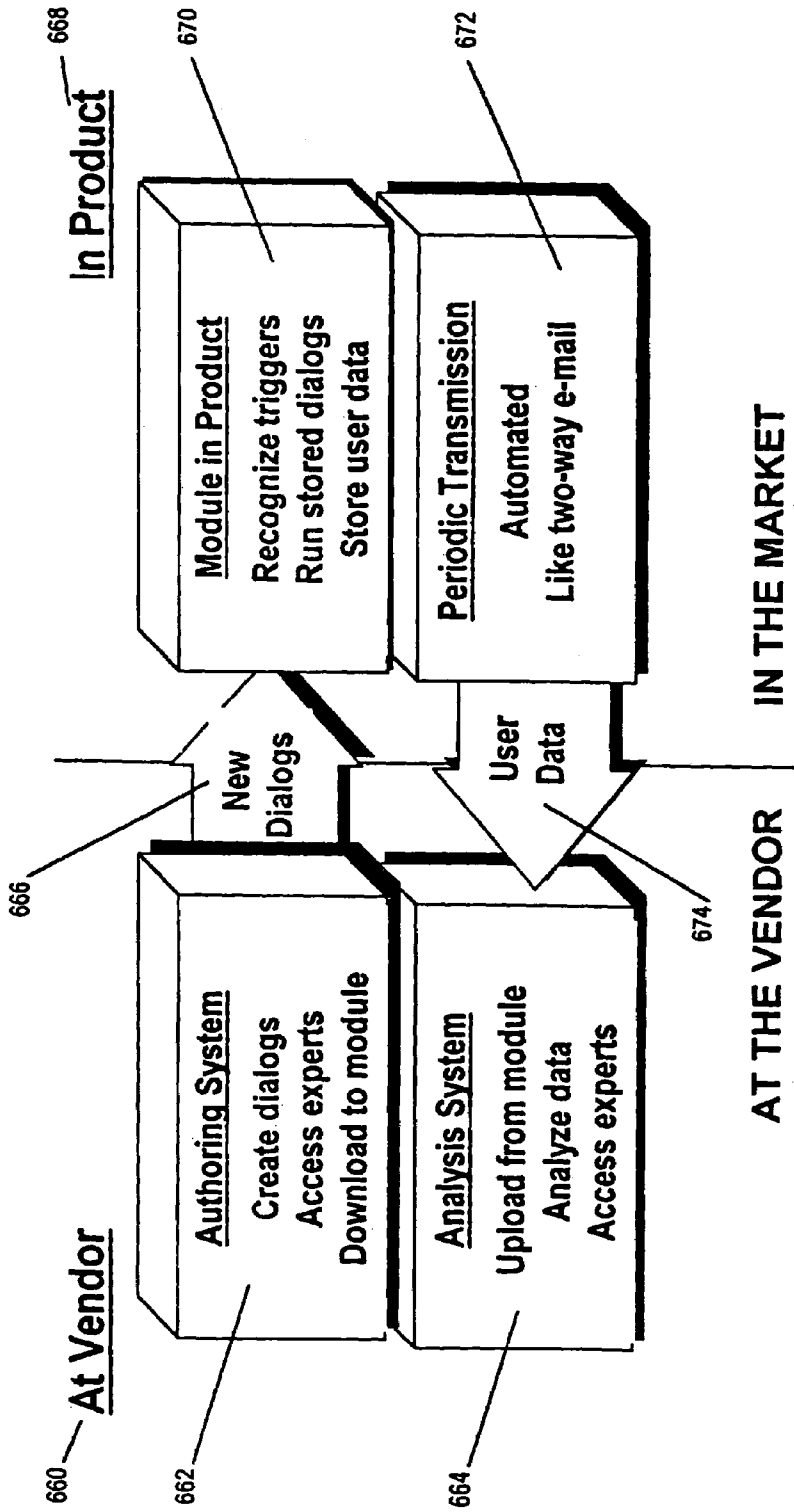 660
At Vendor
662
Authoring System
Create dialogs
Access experts
Download to module
664
Analysis System
Upload from module
Analyze data
Access experts
666
New
Dialogs
User
Data
674
In Product
668
Module in Product
Recognize triggers
Run stored dialogs
Store user data
670
Periodic Transmission
Automated
Like two-way e-mail
672
AT THE VENDOR
IN THE MARKET